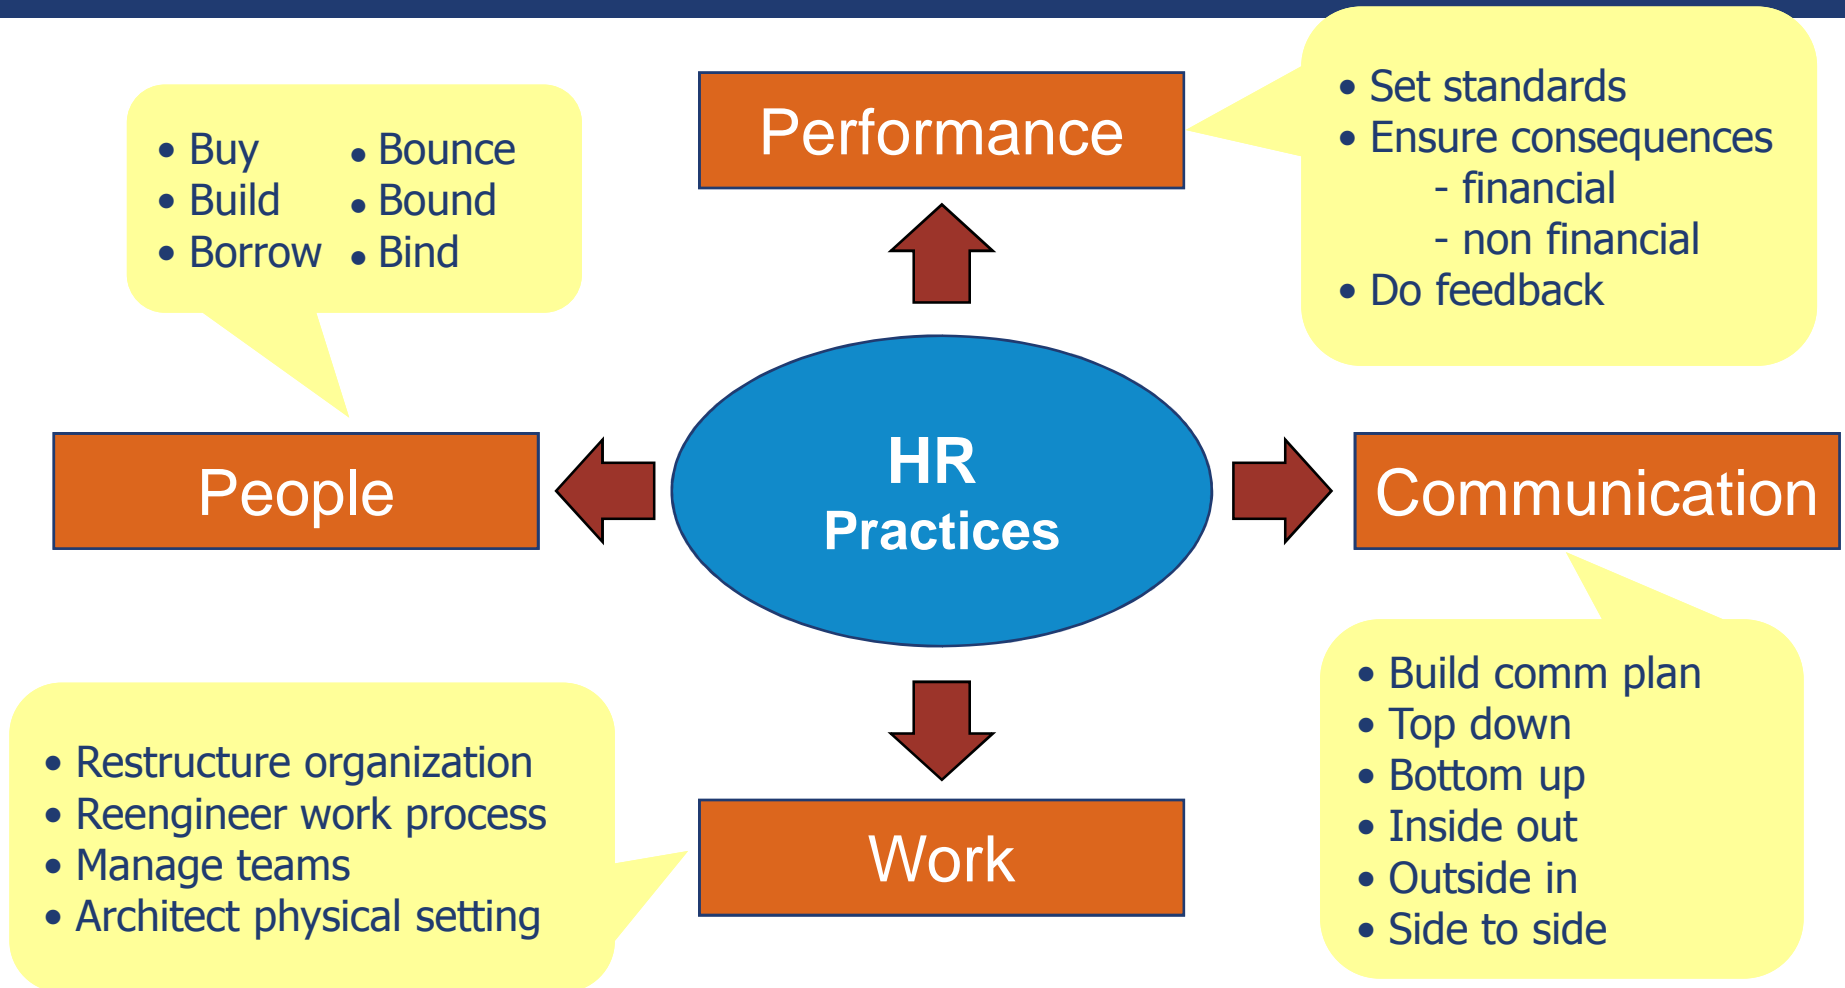 Performance
• Set standards
• Ensure consequences
- financial
- non financial
• Do feedback
• Buy
• Build
• Borrow
• Bounce
• Bound
• Bind
People
HR
Practices
Communication
• Build comm plan
• Top down
• Bottom up
• Inside out
• Outside in
• Side to side
• Restructure organization
• Reengineer work process
• Manage teams
• Architect physical setting
Work